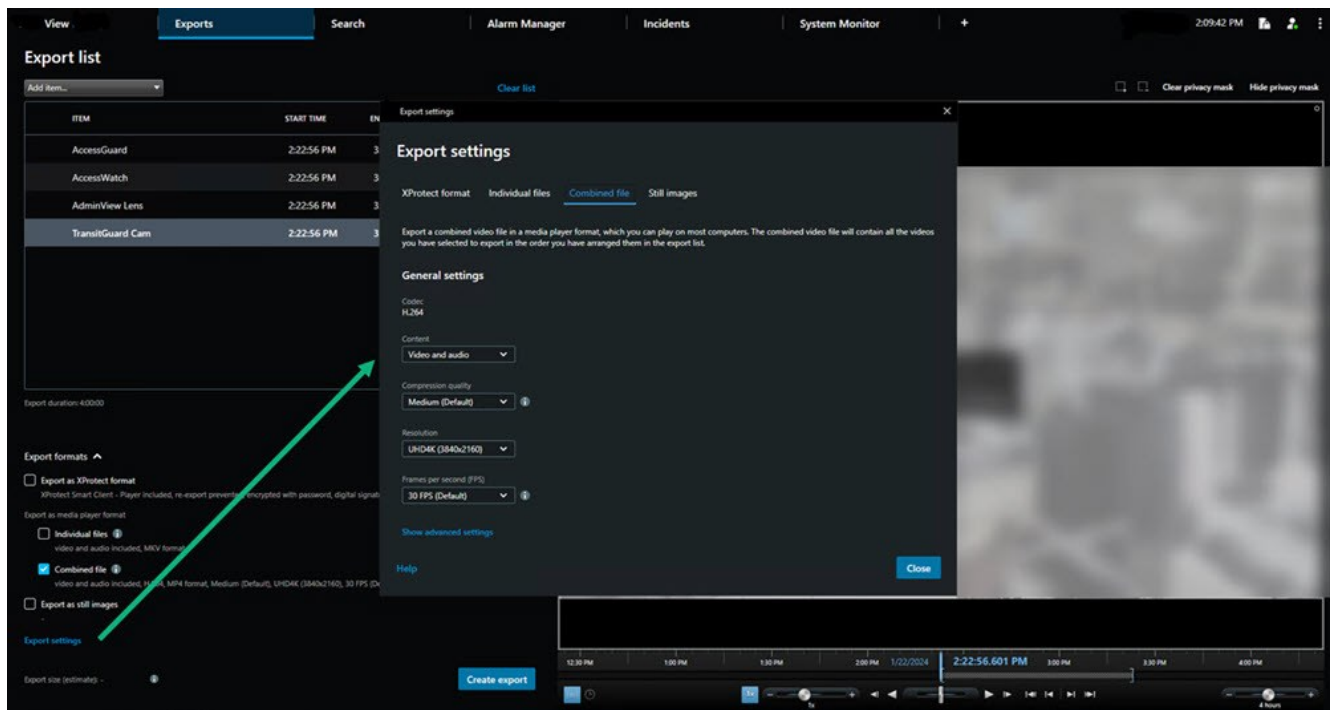 View
Exports
Search
Alarm Manager
Incidents
System Monitor
+
2:09:42 PM
Export list
Add item...
Clear list
Clear privacy mask
Hide privacy mask
ITEM START TIME EN
AccessGuard 2:22:56 PM 3
AccessWatch 2:22:56 PM 3
AdminView Lens 2:22:56 PM 3
TransitGuard Cam 2:22:56 PM 3
Export duration: 4:00:00
Export formats
Export as XProtect format
XProtect Smart Client - Player included, re-export prevented, encrypted with password, digital signat
Export as media player format
Individual files
video and audio included, MKV format
Combined file
video and audio included, H.264, MP4 format, Medium (Default), UHD4K (3840x2160), 30 FPS (De
Export as still images
-
Export settings
Export size (estimate): -
Create export
Export settings
Export settings
XProtect format
Individual files
Combined file
Still images
Export a combined video file in a media player format, which you can play on most computers. The combined video file will contain all the videos
you have selected to export in the order you have arranged them in the export list.
General settings
Codec
H.264
Content
Video and audio
Compression quality
Medium (Default)
Resolution
UHD4K (3840x2160)
Frames per second (FPS)
30 FPS (Default)
Show advanced settings
Help
Close
12:30 PM
1:00 PM
1:30 PM
2:00 PM
1/22/2024
2:22:56.601 PM
3:00 PM
3:30 PM
4:00 PM
1x
1x
4 hours